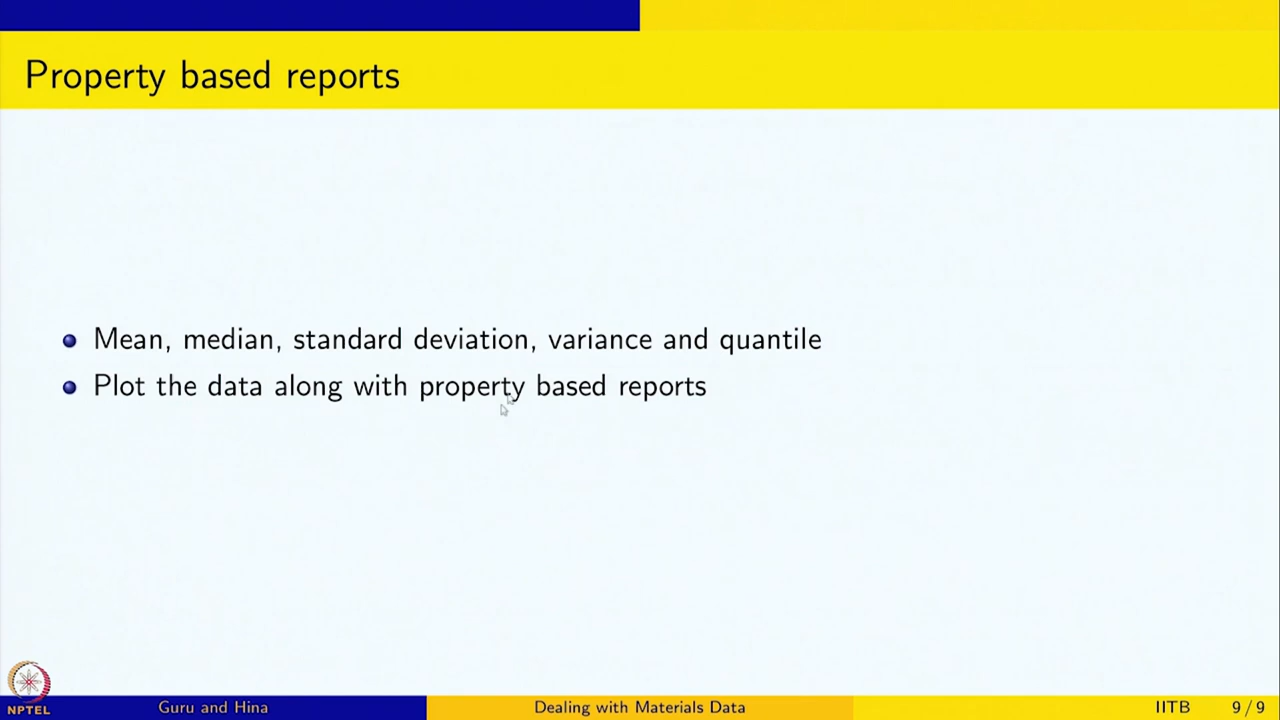 Property based reports
Mean, median, standard deviation, variance and quantile
Plot the data along with property based reports
NPTEL
Guru and Hina
Dealing with Materials Data
IITB
9 / 9